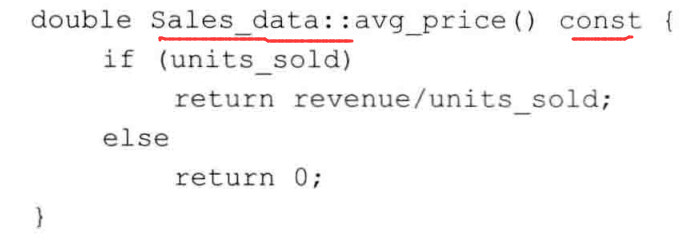 double Sales_data::avg_price() const {
if (units_sold)
return revenue/units_sold;
else
return 0;
}